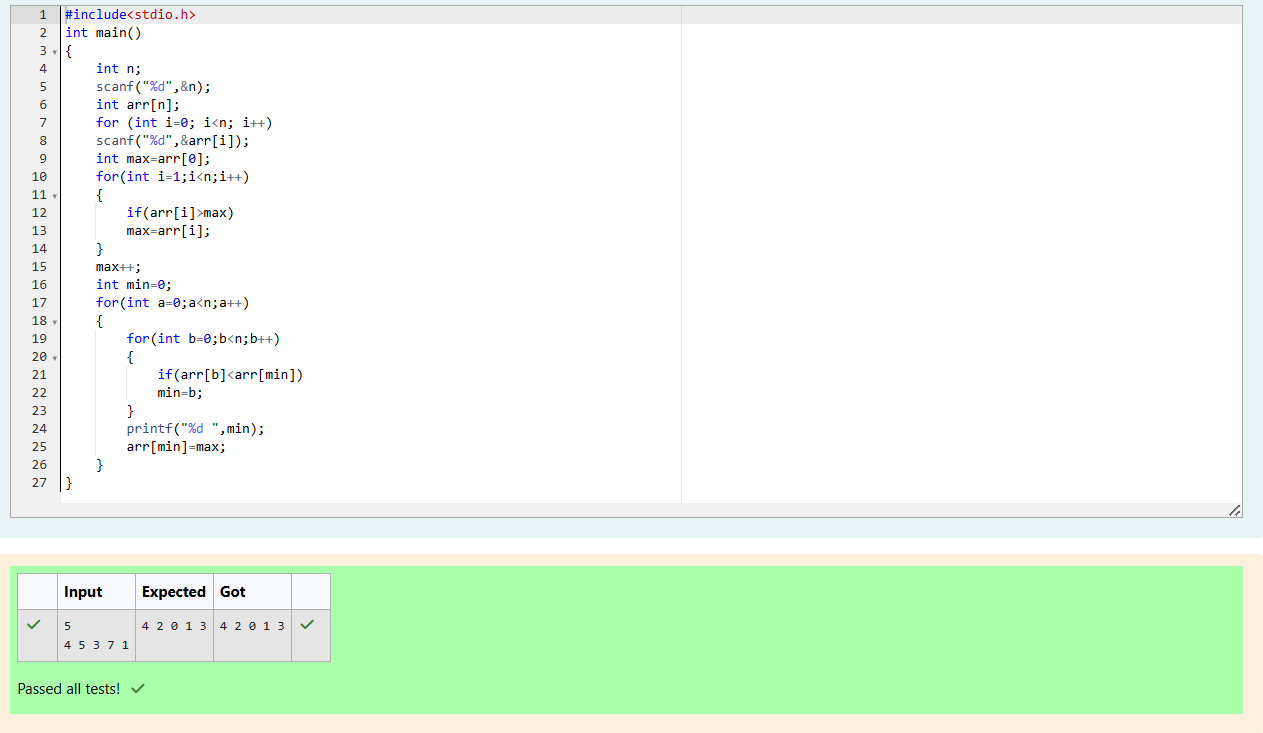 1 #include<stdio.h>
2 int main()
3 {
4     int n;
5     scanf("%d",&n);
6     int arr[n];
7     for (int i=0; i<n; i++)
8     scanf("%d",&arr[i]);
9     int max=arr[0];
10     for(int i=1;i<n;i++)
11     {
12         if(arr[i]>max)
13         max=arr[i];
14     }
15     max++;
16     int min=0;
17     for(int a=0;a<n;a++)
18     {
19         for(int b=0;b<n;b++)
20         {
21             if(arr[b]<arr[min])
22             min=b;
23         }
24         printf("%d ",min);
25         arr[min]=max;
26     }
27 }
Input Expected Got
5 4 2 0 1 3 4 2 0 1 3
4 5 3 7 1
Passed all tests!